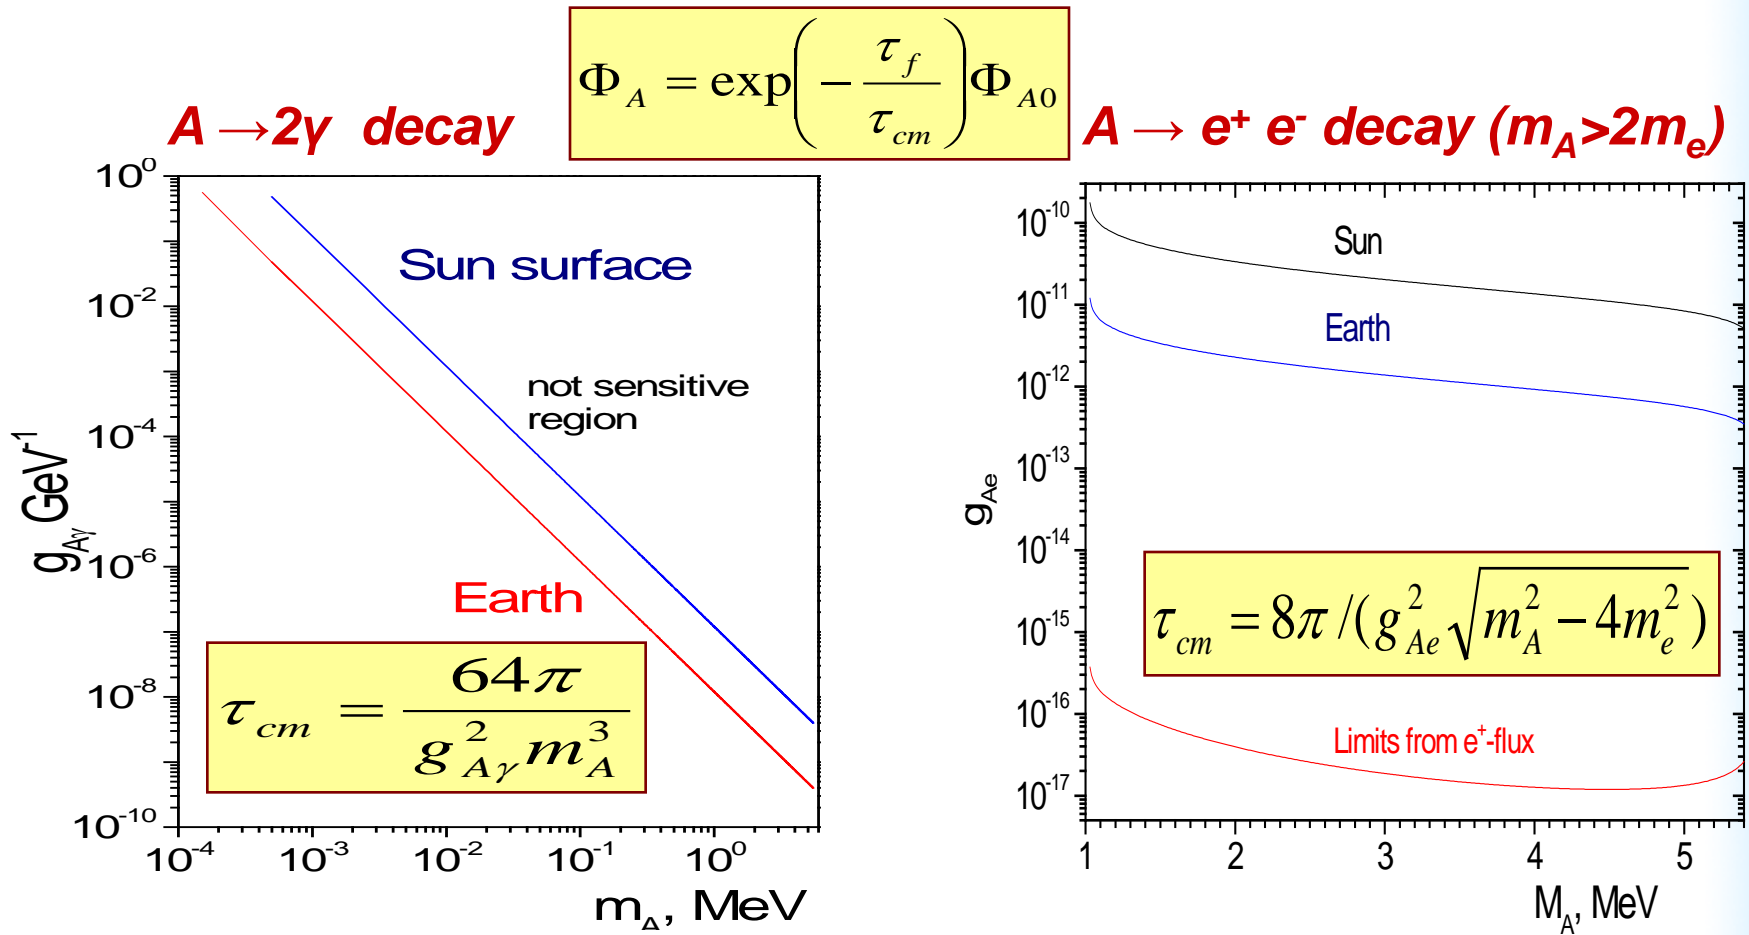 Φ_A = exp(− τ_f / τ_cm) Φ_A0
A →2γ decay
A → e⁺ e⁻ decay (m_A>2m_e)
10⁰
10⁻²
10⁻⁴
10⁻⁶
10⁻⁸
10⁻¹⁰
g_Aγ GeV⁻¹
Sun surface
not sensitive
region
Earth
τ_cm = 64π / g²_Aγ m³_A
10⁻⁴ 10⁻³ 10⁻² 10⁻¹ 10⁰
m_A, MeV
10⁻¹⁰
10⁻¹¹
10⁻¹²
10⁻¹³
10⁻¹⁴
10⁻¹⁵
10⁻¹⁶
10⁻¹⁷
g_Ae
Sun
Earth
τ_cm = 8π /(g²_Ae √(m²_A − 4m²_e))
Limits from e⁺-flux
1 2 3 4 5
M_A, MeV